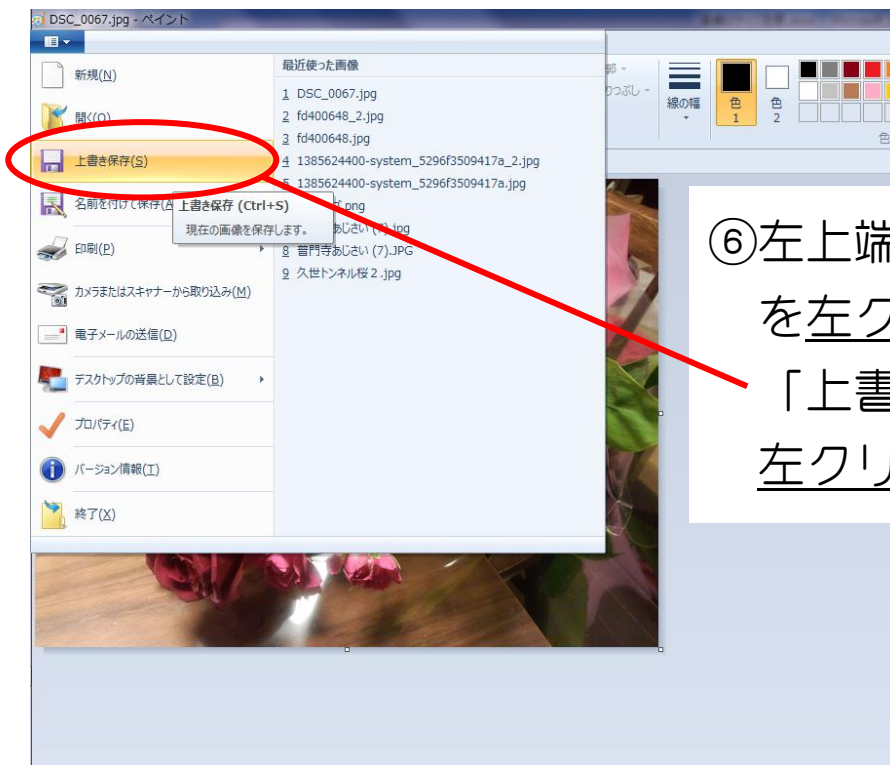 DSC_0067.jpg - ペイント
新規(N)
開く(O)
上書き保存(S)
名前を付けて保存(A
上書き保存 (Ctrl+S)
現在の画像を保存します。
印刷(P)
カメラまたはスキャナーから取り込み(M)
電子メールの送信(D)
デスクトップの背景として設定(B)
プロパティ(E)
バージョン情報(T)
終了(X)
最近使った画像
1 DSC_0067.jpg
2 fd400648_2.jpg
3 fd400648.jpg
4 1385624400-system_5296f3509417a_2.jpg
5 1385624400-system_5296f3509417a.jpg
.png
あじさい (7).jpg
8 普門寺あじさい (7).JPG
9 久世トンネル桜２.jpg
りつぶし
線の幅
色
1
色
2
色
⑥左上端
を左ク
「上書
左クリ